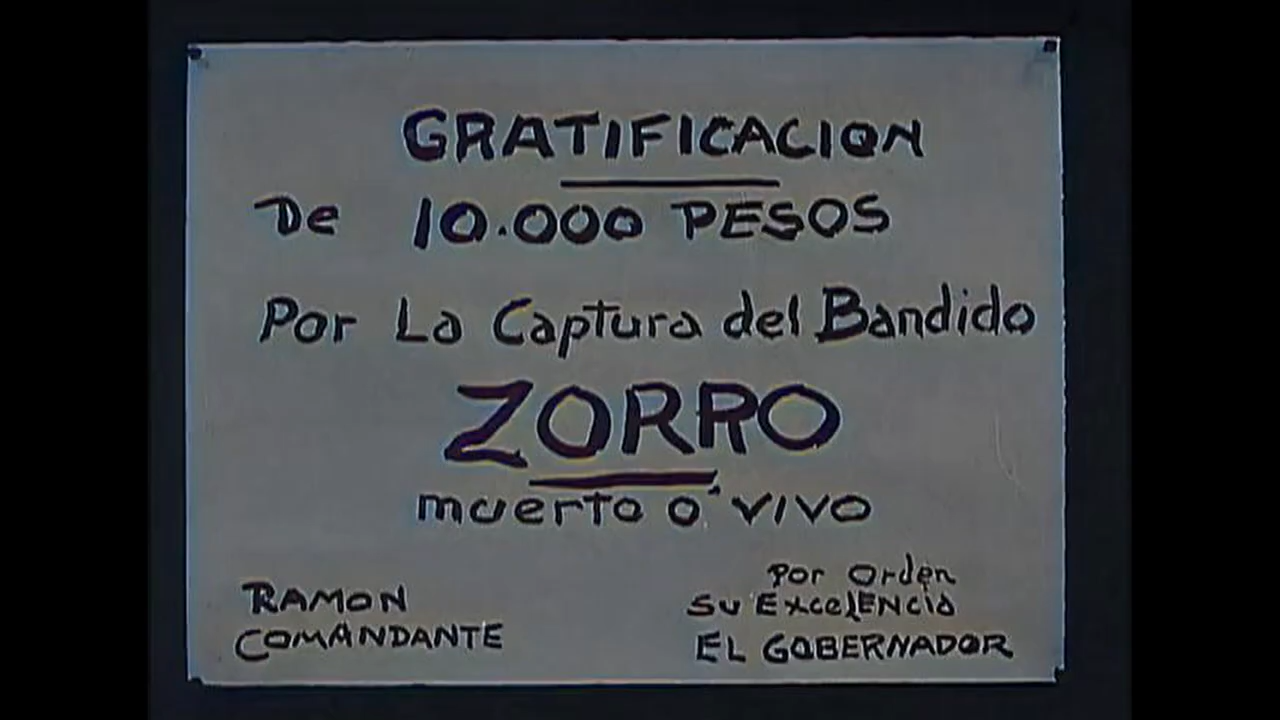 GRATIFICACION
De 10.000 PESOS
Por La Captura del Bandido
ZORRO
muerto ó vivo
RAMON
COMANDANTE
Por Orden
Su ExcelENcia
EL GOBERNADOR